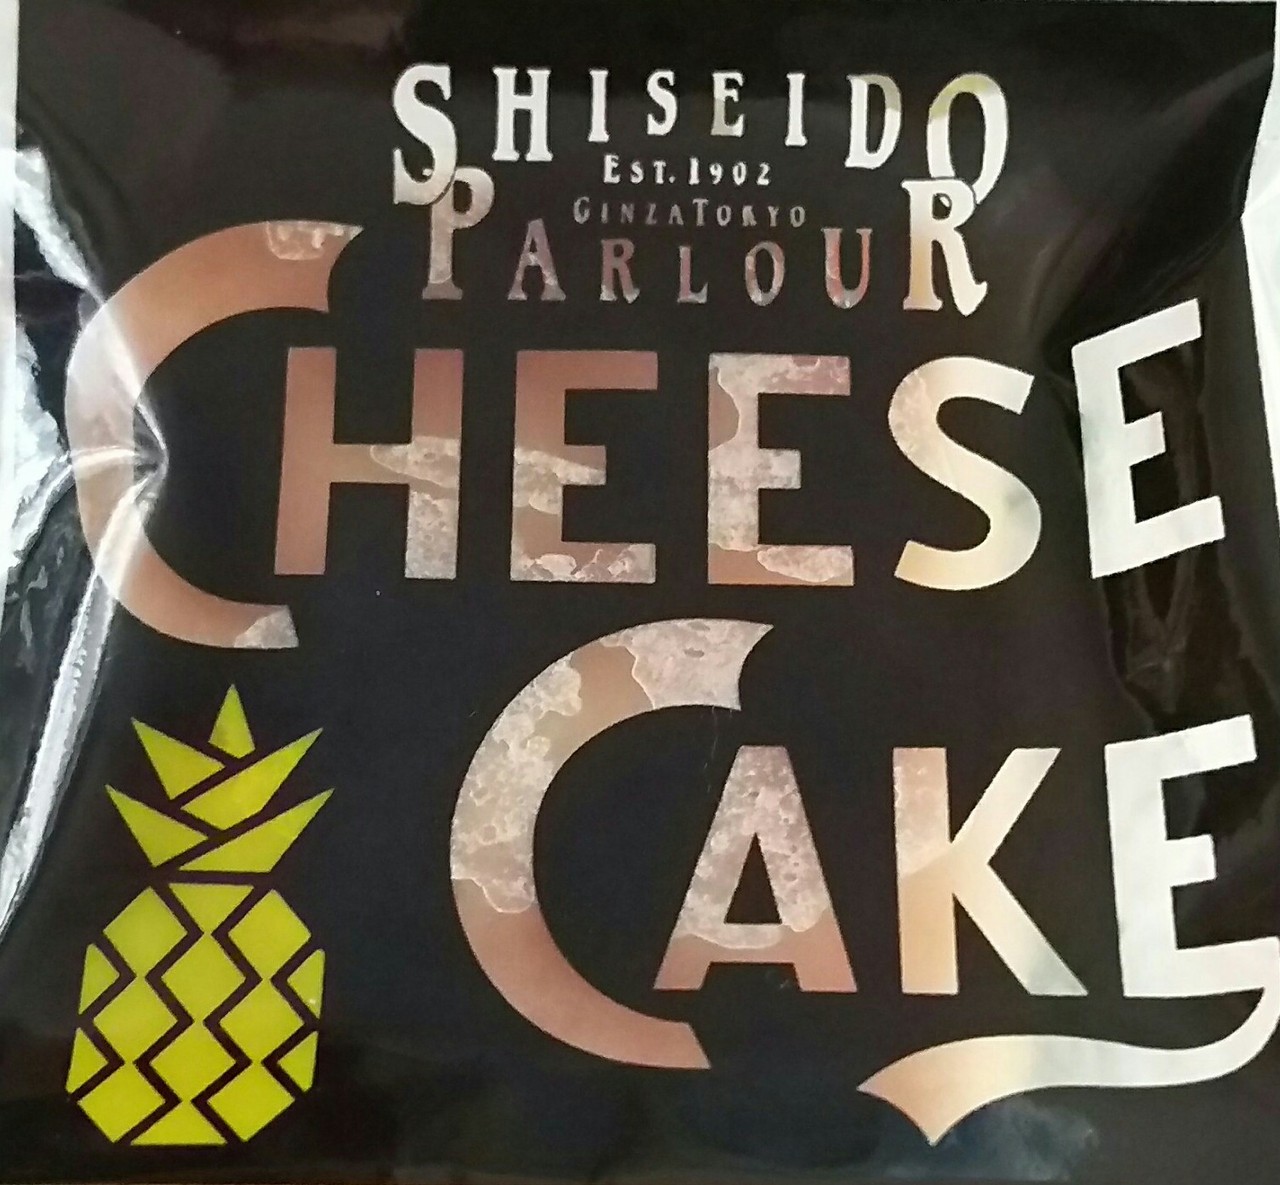 SHISEIDO
EST. 1902
GINZA TOKYO
PARLOUR
CHEESE
CAKE